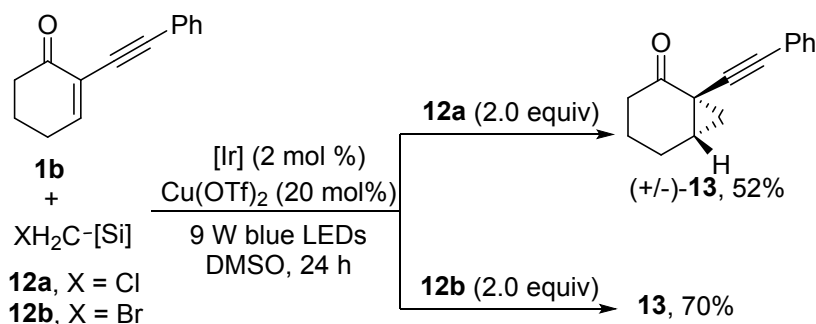 O
Ph
1b
+
XH₂C-[Si]
12a, X = Cl
12b, X = Br
[Ir] (2 mol %)
Cu(OTf)₂ (20 mol%)
9 W blue LEDs
DMSO, 24 h
12a (2.0 equiv)
12b (2.0 equiv)
O
Ph
H
(+/-)-13, 52%
13, 70%